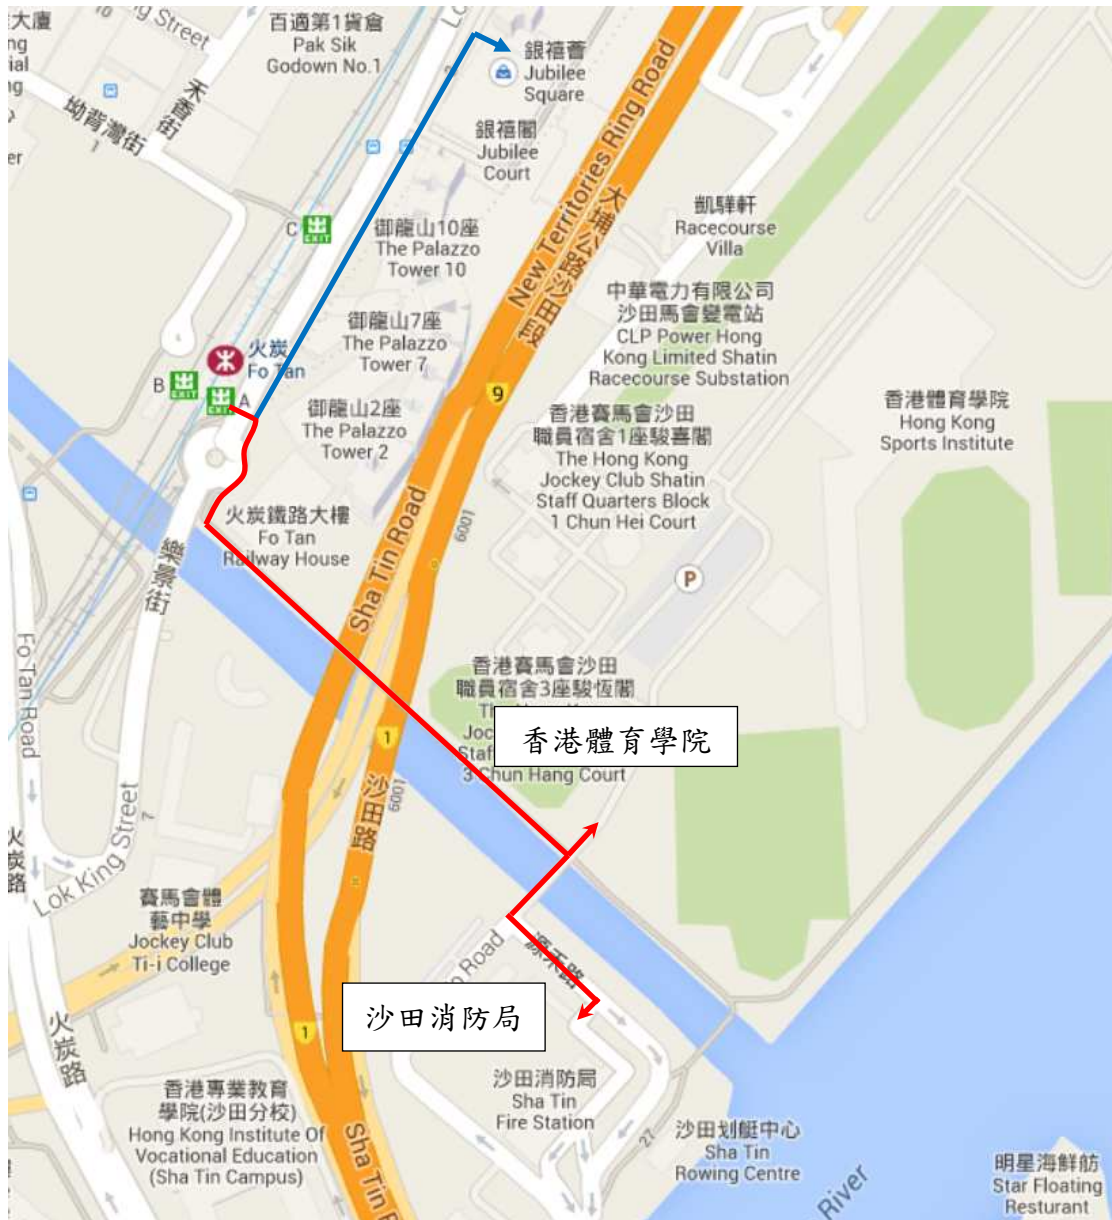 大廈
百適第1貨倉
Pak Sik
Godown No.1
禾香街
坳背灣街
銀禧薈
Jubilee
Square
銀禧閣
Jubilee
Court
New Territories Ring Road
大埔公路沙田段
凱驊軒
Racecourse
Villa
C
EXIT
御龍山10座
The Palazzo
Tower 10
中華電力有限公司
沙田馬會變電站
CLP Power Hong
Kong Limited Shatin
Racecourse Substation
御龍山7座
The Palazzo
Tower 7
火炭
Fo Tan
B
EXIT
A
EXIT
9
御龍山2座
The Palazzo
Tower 2
香港賽馬會沙田
職員宿舍1座駿喜閣
The Hong Kong
Jockey Club Shatin
Staff Quarters Block
1 Chun Hei Court
香港體育學院
Hong Kong
Sports Institute
火炭鐵路大樓
Fo Tan
Railway House
樂景街
Sha Tin Road
6001
P
Fo Tan Road
香港賽馬會沙田
職員宿舍3座駿恆閣
3 Chun Hang Court
香港體育學院
1
沙田路
6001
7
Lok King Street
火炭路
賽馬會體
藝中學
Jockey Club
Ti-i College
源禾路
Road
沙田消防局
1
火炭路
香港專業教育
學院(沙田分校)
Hong Kong Institute Of
Vocational Education
(Sha Tin Campus)
沙田消防局
Sha Tin
Fire Station
27
沙田划艇中心
Sha Tin
Rowing Centre
明星海鮮舫
Star Floating
Resturant
Sha Tin
River